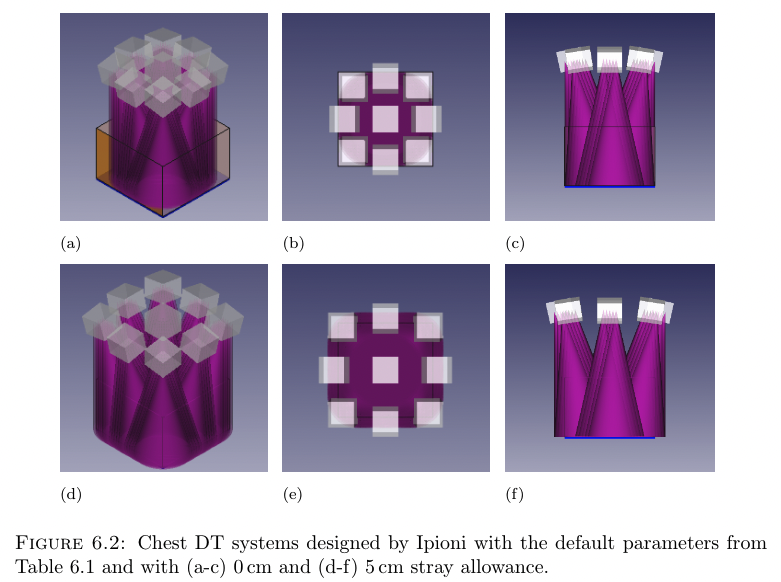 (a)
(b)
(c)
(d)
(e)
(f)
FIGURE 6.2: Chest DT systems designed by Ipioni with the default parameters from
Table 6.1 and with (a-c) 0 cm and (d-f) 5 cm stray allowance.